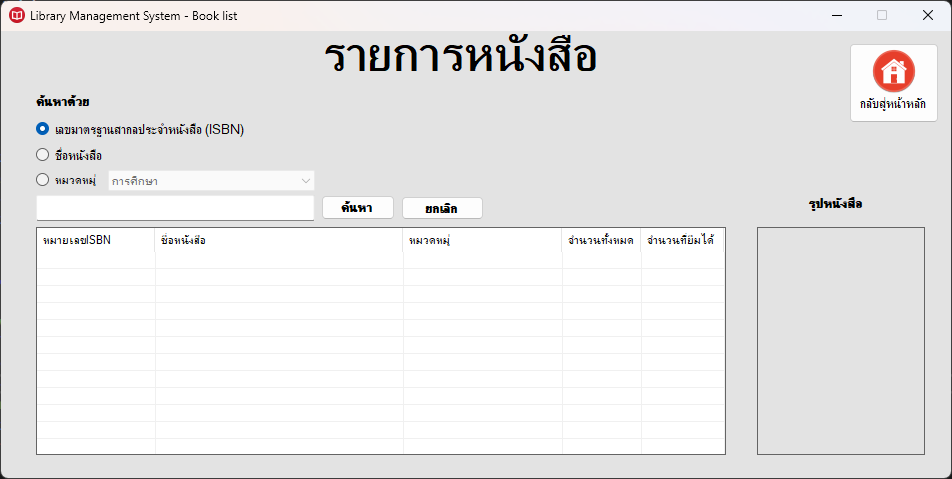 Library Management System - Book list
รายการหนังสือ
กลับสู่หน้าหลัก
ค้นหาด้วย
เลขมาตรฐานสากลประจำหนังสือ (ISBN)
ชื่อหนังสือ
หมวดหมู่ การศึกษา
ค้นหา ยกเลิก
รูปหนังสือ
หมายเลขISBN ชื่อหนังสือ หมวดหมู่ จำนวนทั้งหมด จำนวนที่ยืมได้